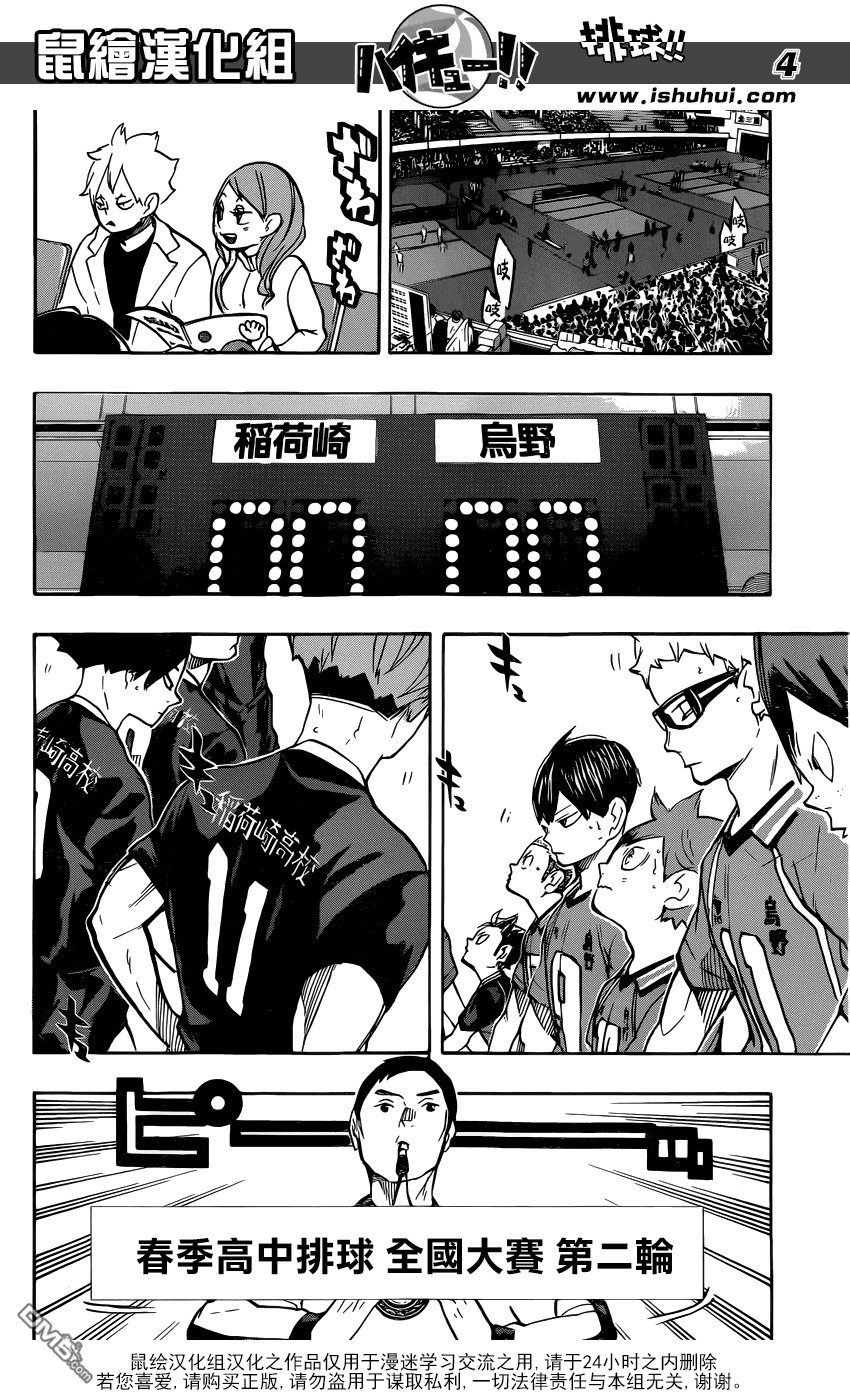 鼠繪漢化組
ハイキュー!!
排球!!
4
www.ishuhui.com
ざわ
ざわ
吱
吱
吱
吱
稲荷崎
烏野
00 00
キュ
キュ
崎高校
稲荷崎高校
キュ
キュ
烏野
ピーッ
春季高中排球 全國大賽 第二輪
鼠绘汉化组汉化之作品仅用于漫迷学习交流之用, 请于24小时之内删除
若您喜爱, 请购买正版, 请勿盗用于谋取私利, 一切法律责任与本组无关, 谢谢。